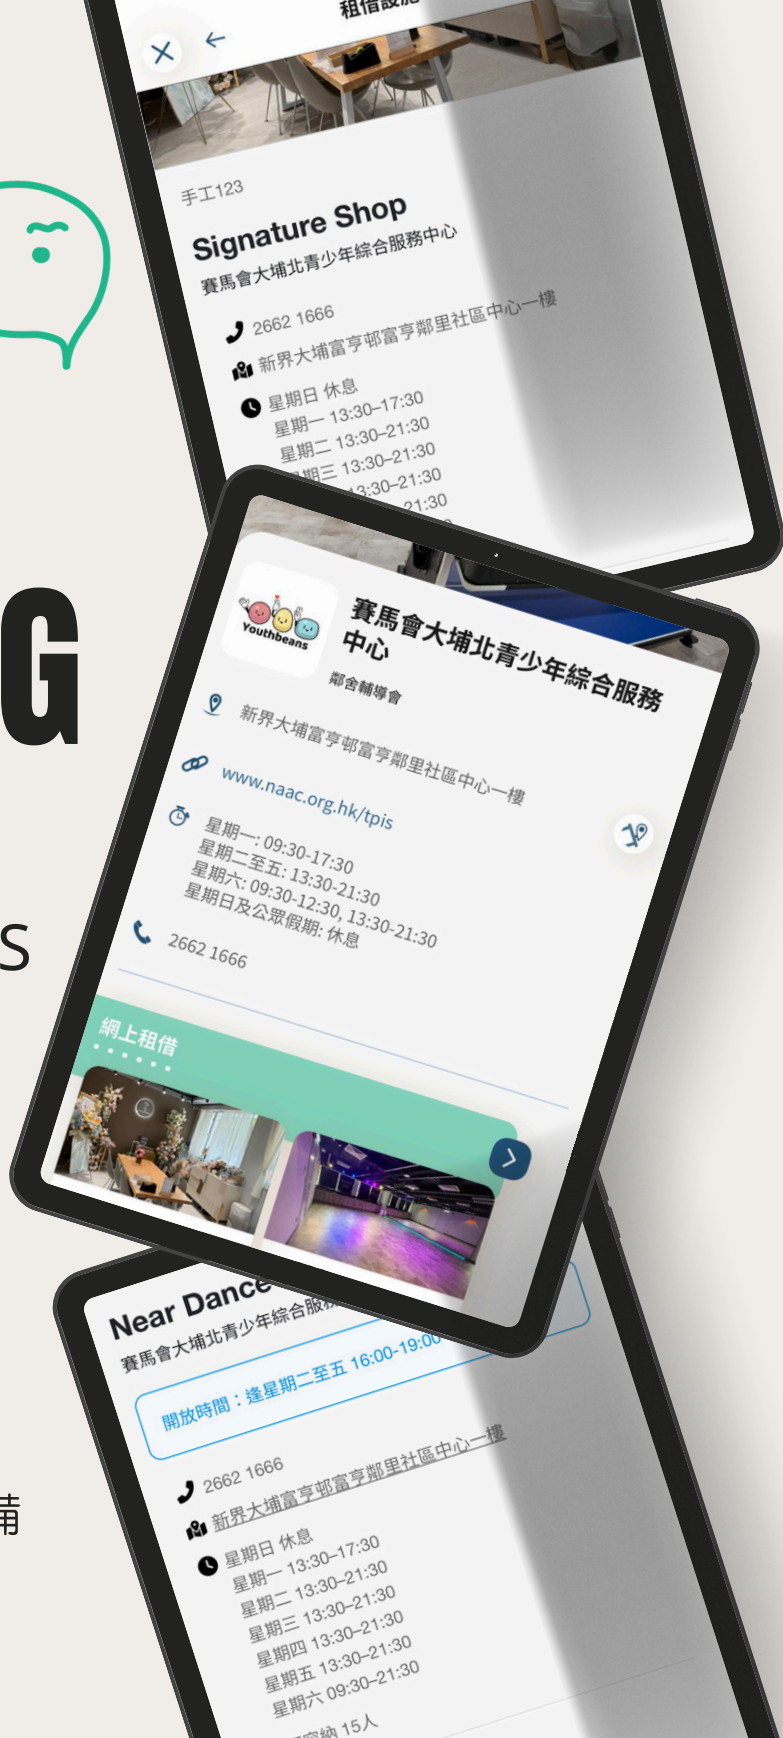 租借設施
手工123
Signature Shop
賽馬會大埔北青少年綜合服務中心
2662 1666
新界大埔富亨邨富亨鄰里社區中心一樓
星期日 休息
星期一 13:30–17:30
星期二 13:30–21:30
星期三 13:30–21:30
13:30–21:30
21:30
G
Youthbeans
賽馬會大埔北青少年綜合服務
中心
鄰舍輔導會
新界大埔富亨邨富亨鄰里社區中心一樓
www.naac.org.hk/tpis
星期一: 09:30-17:30
星期二至五: 13:30-21:30
星期六: 09:30-12:30, 13:30-21:30
星期日及公眾假期: 休息
S
2662 1666
網上租借
Near Dance
賽馬會大埔北青少年綜合服務
開放時間：逢星期二至五 16:00-19:00
2662 1666
新界大埔富亨邨富亨鄰里社區中心一樓
備
星期日 休息
星期一 13:30–17:30
星期二 13:30–21:30
星期三 13:30–21:30
星期四 13:30–21:30
星期五 13:30–21:30
星期六 09:30–21:30
容納 15人